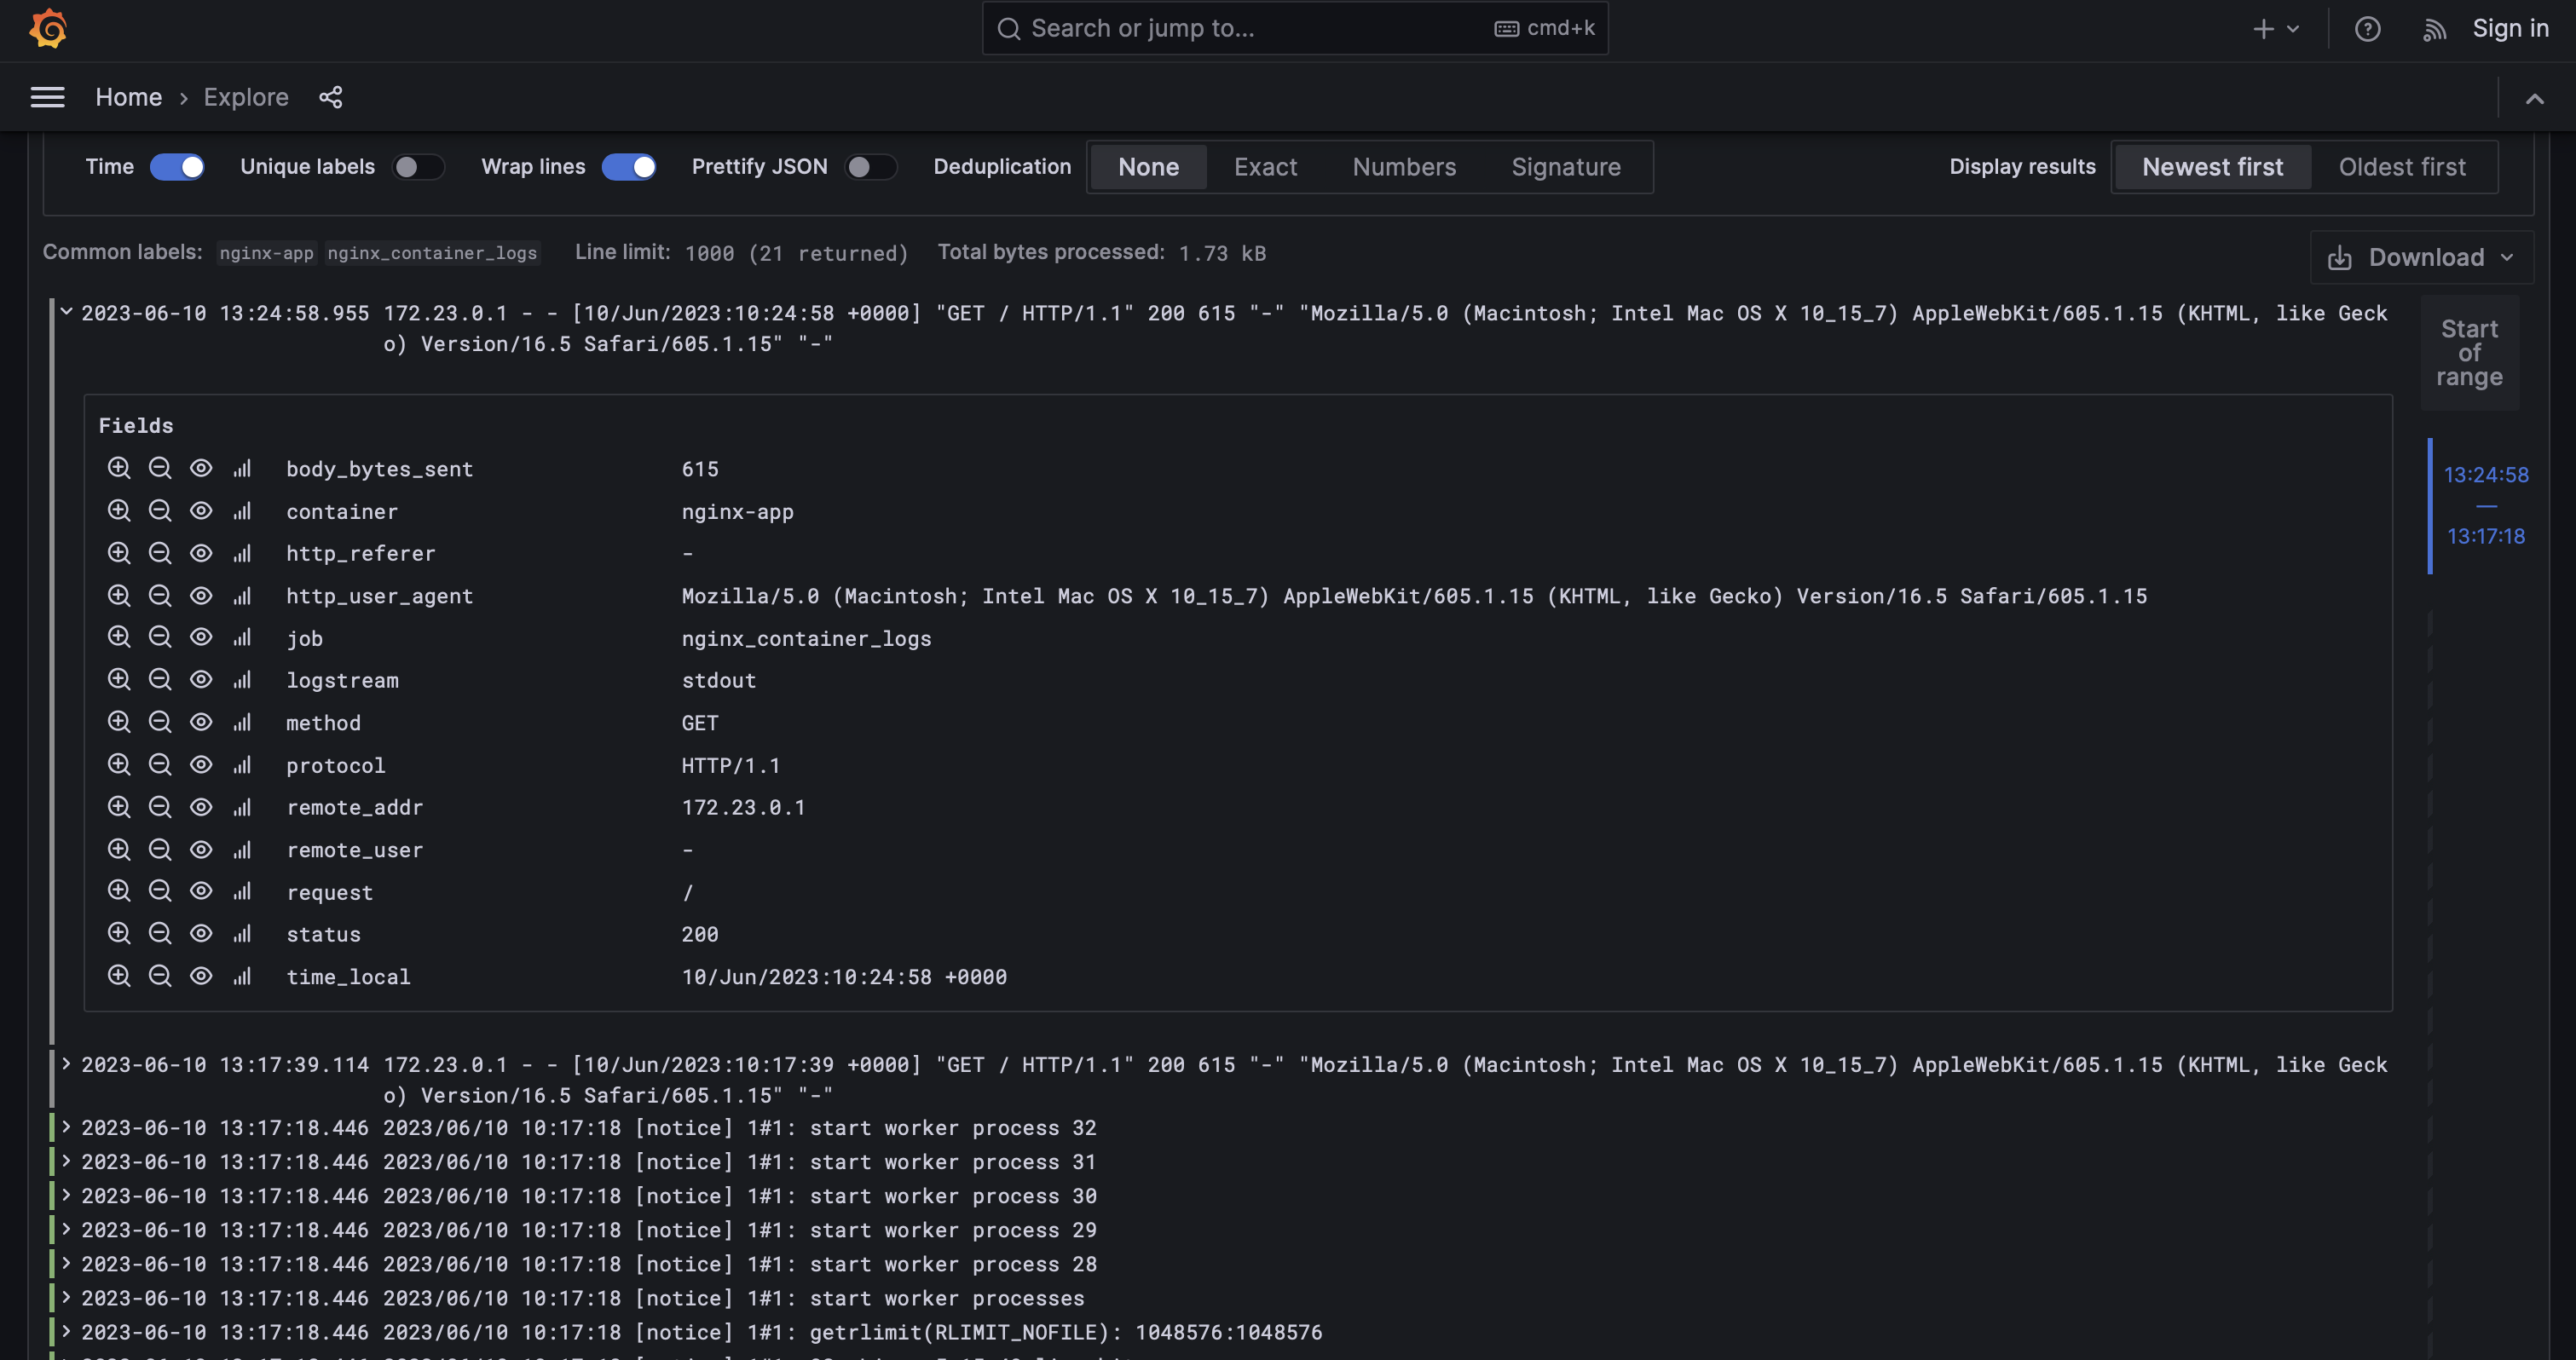 Search or jump to... cmd+k Sign in
Home › Explore
Time Unique labels Wrap lines Prettify JSON Deduplication None Exact Numbers Signature Display results Newest first Oldest first
Common labels: nginx-app nginx_container_logs Line limit: 1000 (21 returned) Total bytes processed: 1.73 kB Download
2023-06-10 13:24:58.955 172.23.0.1 - - [10/Jun/2023:10:24:58 +0000] "GET / HTTP/1.1" 200 615 "-" "Mozilla/5.0 (Macintosh; Intel Mac OS X 10_15_7) AppleWebKit/605.1.15 (KHTML, like Geck
o) Version/16.5 Safari/605.1.15" "-"
Start
of
range
Fields
body_bytes_sent 615
container nginx-app
http_referer -
http_user_agent Mozilla/5.0 (Macintosh; Intel Mac OS X 10_15_7) AppleWebKit/605.1.15 (KHTML, like Gecko) Version/16.5 Safari/605.1.15
job nginx_container_logs
logstream stdout
method GET
protocol HTTP/1.1
remote_addr 172.23.0.1
remote_user -
request /
status 200
time_local 10/Jun/2023:10:24:58 +0000
13:24:58
—
13:17:18
2023-06-10 13:17:39.114 172.23.0.1 - - [10/Jun/2023:10:17:39 +0000] "GET / HTTP/1.1" 200 615 "-" "Mozilla/5.0 (Macintosh; Intel Mac OS X 10_15_7) AppleWebKit/605.1.15 (KHTML, like Geck
o) Version/16.5 Safari/605.1.15" "-"
2023-06-10 13:17:18.446 2023/06/10 10:17:18 [notice] 1#1: start worker process 32
2023-06-10 13:17:18.446 2023/06/10 10:17:18 [notice] 1#1: start worker process 31
2023-06-10 13:17:18.446 2023/06/10 10:17:18 [notice] 1#1: start worker process 30
2023-06-10 13:17:18.446 2023/06/10 10:17:18 [notice] 1#1: start worker process 29
2023-06-10 13:17:18.446 2023/06/10 10:17:18 [notice] 1#1: start worker process 28
2023-06-10 13:17:18.446 2023/06/10 10:17:18 [notice] 1#1: start worker processes
2023-06-10 13:17:18.446 2023/06/10 10:17:18 [notice] 1#1: getrlimit(RLIMIT_NOFILE): 1048576:1048576